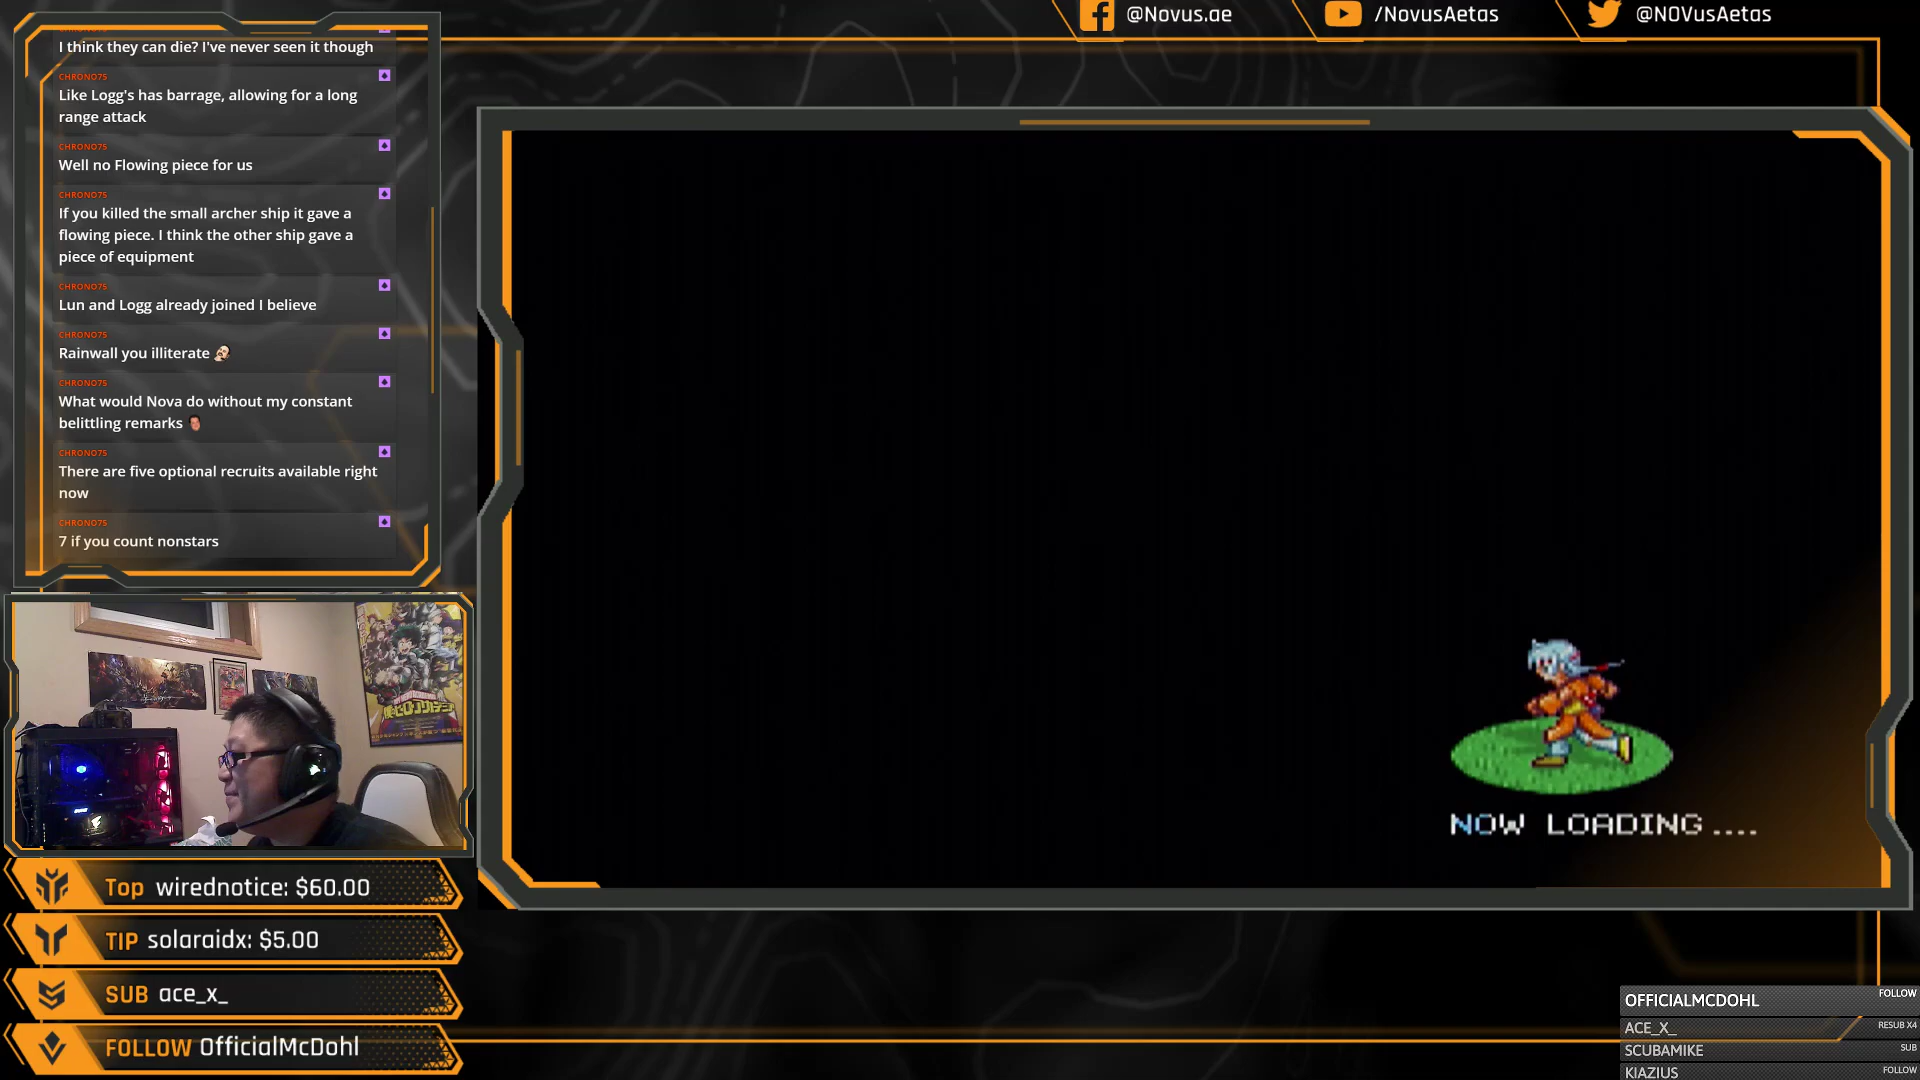 @Novus.ae
/NovusAetas
@NOVusAetas
I think they can die? I've never seen it though
CHRONO75
Like Logg's has barrage, allowing for a long
range attack
CHRONO75
Well no Flowing piece for us
CHRONO75
If you killed the small archer ship it gave a
flowing piece. I think the other ship gave a
piece of equipment
CHRONO75
Lun and Logg already joined I believe
CHRONO75
Rainwall you illiterate
CHRONO75
What would Nova do without my constant
belittling remarks
CHRONO75
There are five optional recruits available right
now
CHRONO75
7 if you count nonstars
NOW LOADING....
Top wirednotice: $60.00
TIP solaraidx: $5.00
SUB ace_x_
FOLLOW OfficialMcDohl
OFFICIALMCDOHL FOLLOW
ACE_X_ RESUB X4
SCUBAMIKE SUB
KIAZIUS FOLLOW